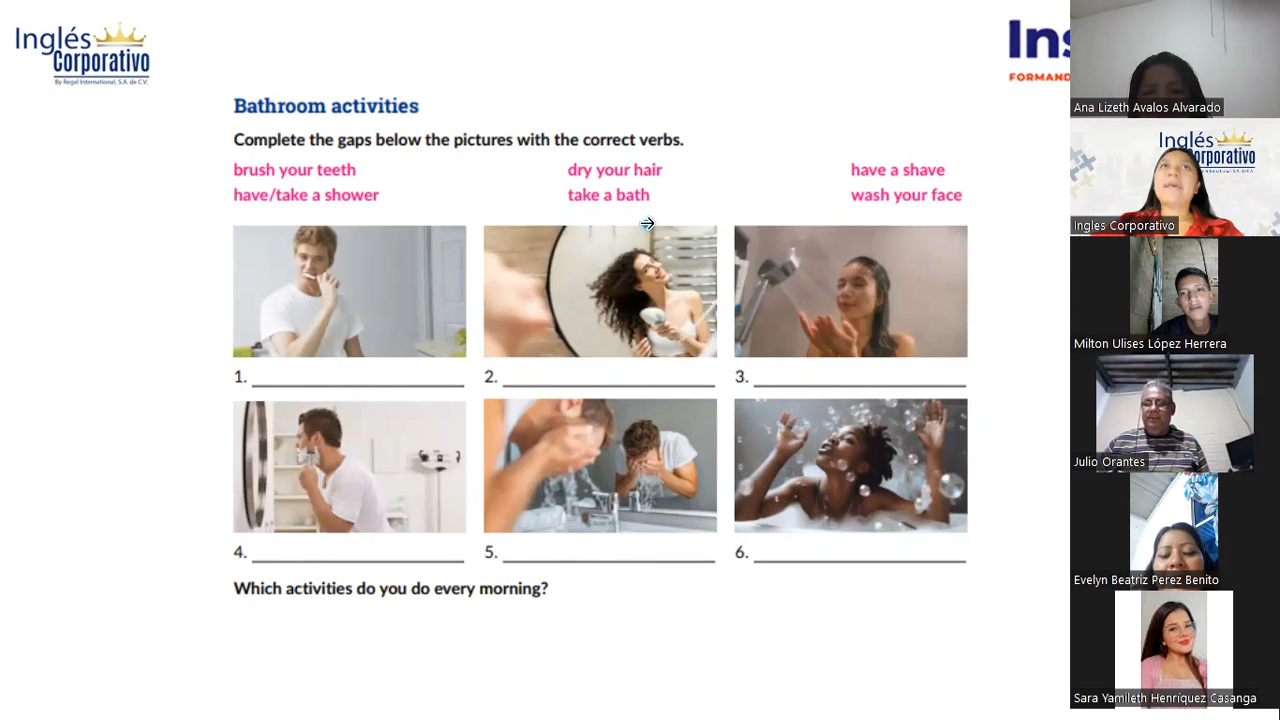 Inglés
Corporativo
By Regal International, S.A. de C.V.
Ins
FORMAND
Bathroom activities
Complete the gaps below the pictures with the correct verbs.
brush your teeth dry your hair have a shave
have/take a shower take a bath wash your face
1. 2. 3.
4. 5. 6.
Which activities do you do every morning?
Ana Lizeth Avalos Alvarado
Inglés
Corporativo
Ingles Corporativo
Milton Ulises López Herrera
Julio Orantes
Evelyn Beatriz Perez Benito
Sara Yamileth Henríquez Casanga